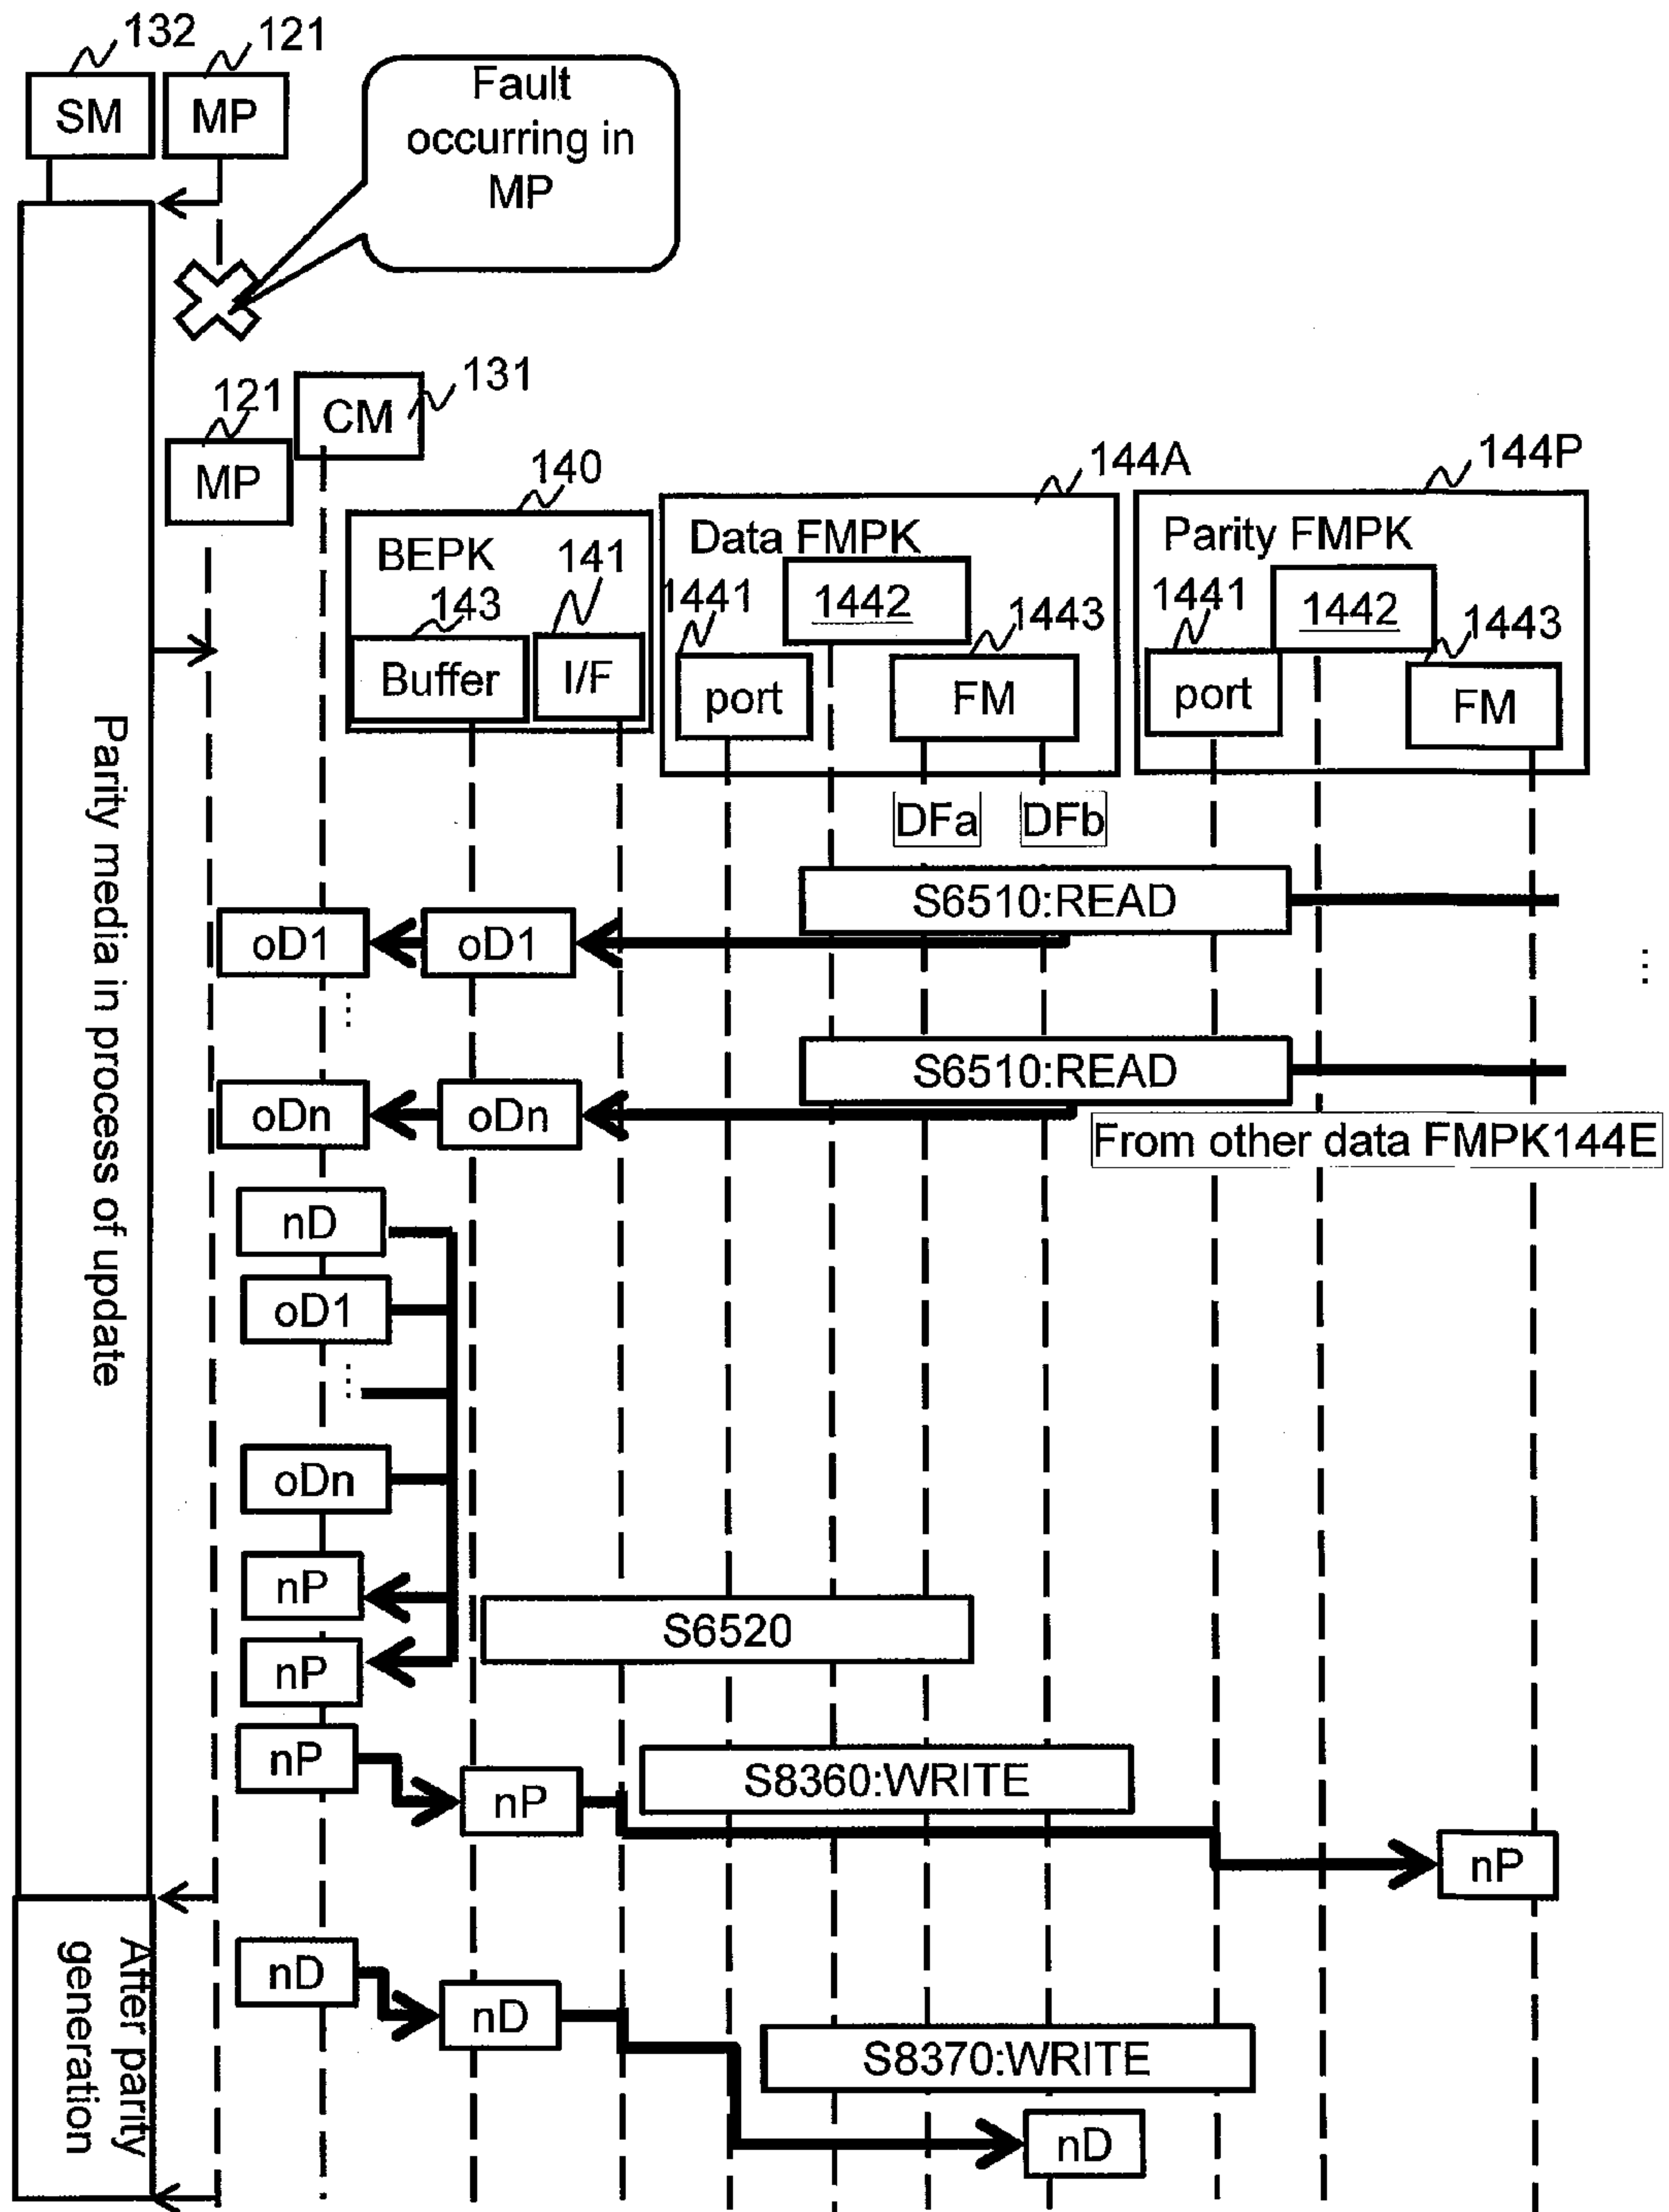 132
121
SM
MP
Fault
occurring in
MP
121
131
MP
CM
140
144A
144P
BEPK
141
143
Buffer
I/F
Data FMPK
1441
1442
1443
port
FM
Parity FMPK
1441
1442
1443
port
FM
DFa
DFb
Parity media in process of update
S6510:READ
oD1
oD1
...
...
S6510:READ
oDn
oDn
From other data FMPK144E
nD
oD1
...
oDn
nP
S6520
nP
nP
S8360:WRITE
nP
nP
After parity
generation
nD
nD
S8370:WRITE
nD